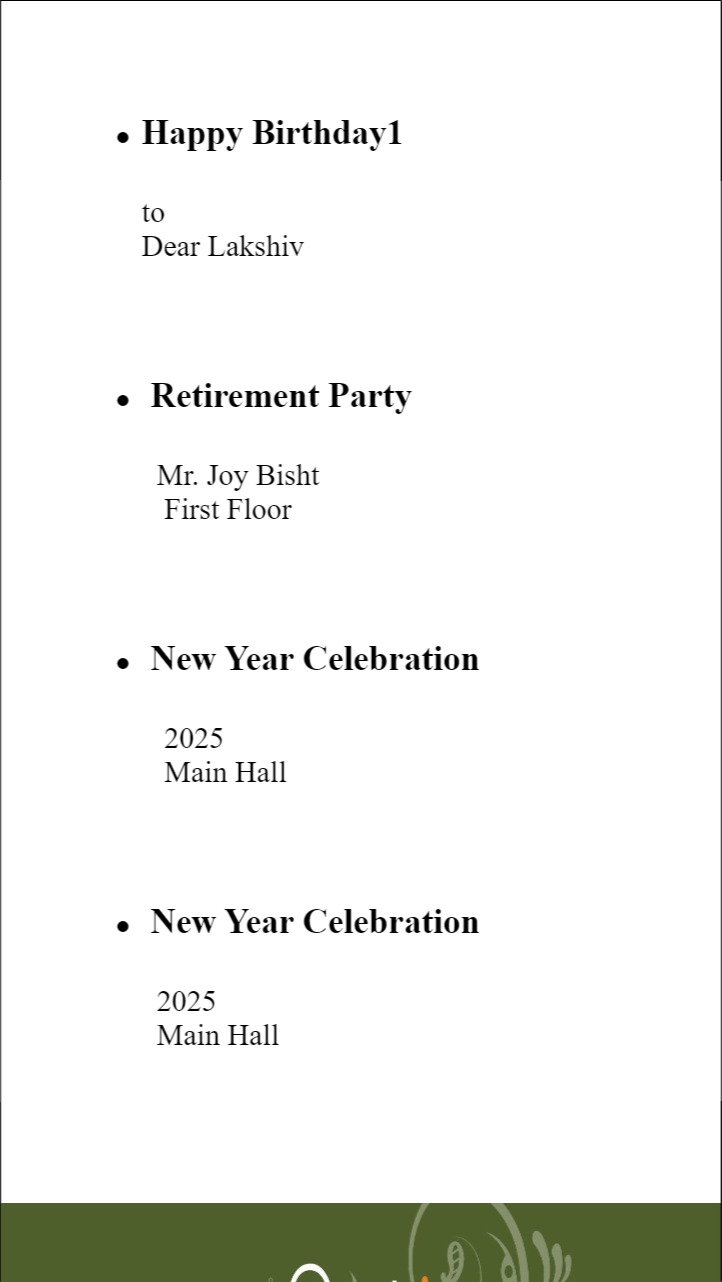 • Happy Birthday1
to
Dear Lakshiv
• Retirement Party
Mr. Joy Bisht
First Floor
• New Year Celebration
2025
Main Hall
• New Year Celebration
2025
Main Hall